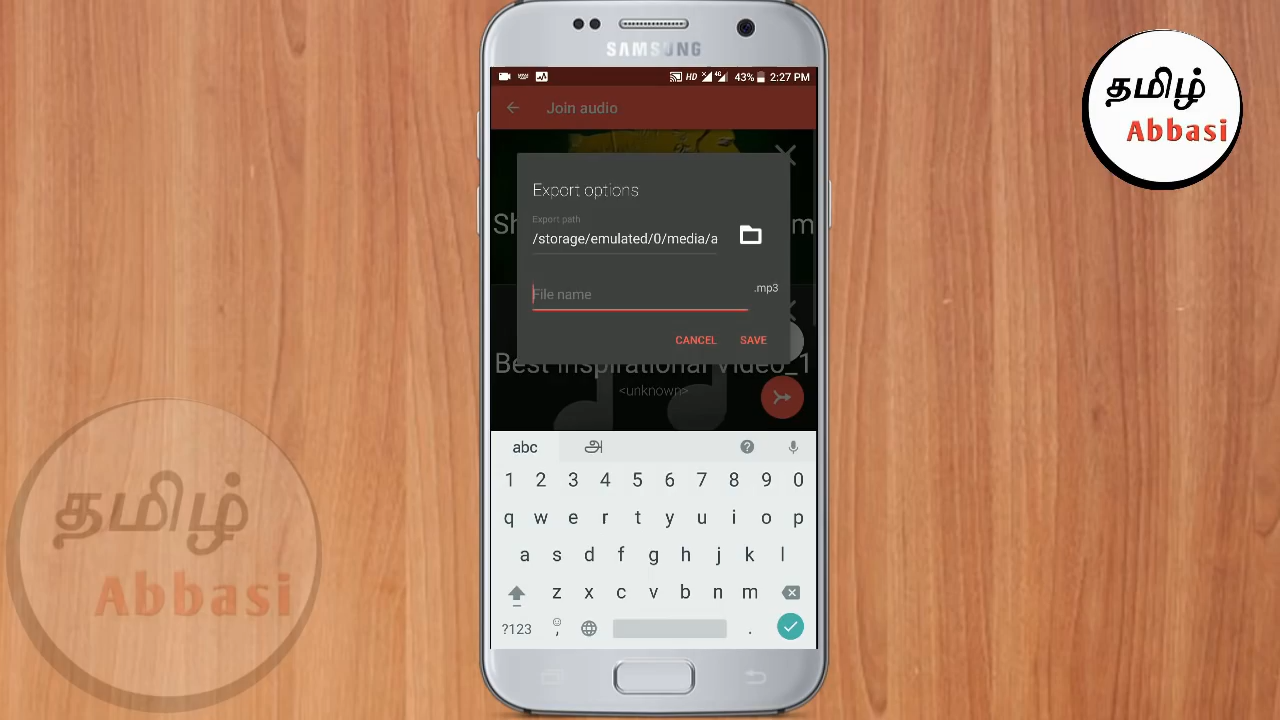 SAMSUNG
HD 4G 43% 2:27 PM
Join audio
Sh m
Export options
Export path
/storage/emulated/0/media/a
File name .mp3
CANCEL SAVE
Best Inspirational Video_1
<unknown>
abc அ
1 2 3 4 5 6 7 8 9 0
q w e r t y u i o p
a s d f g h j k l
z x c v b n m
?123 , .
தமிழ்
Abbasi
தமிழ்
Abbasi